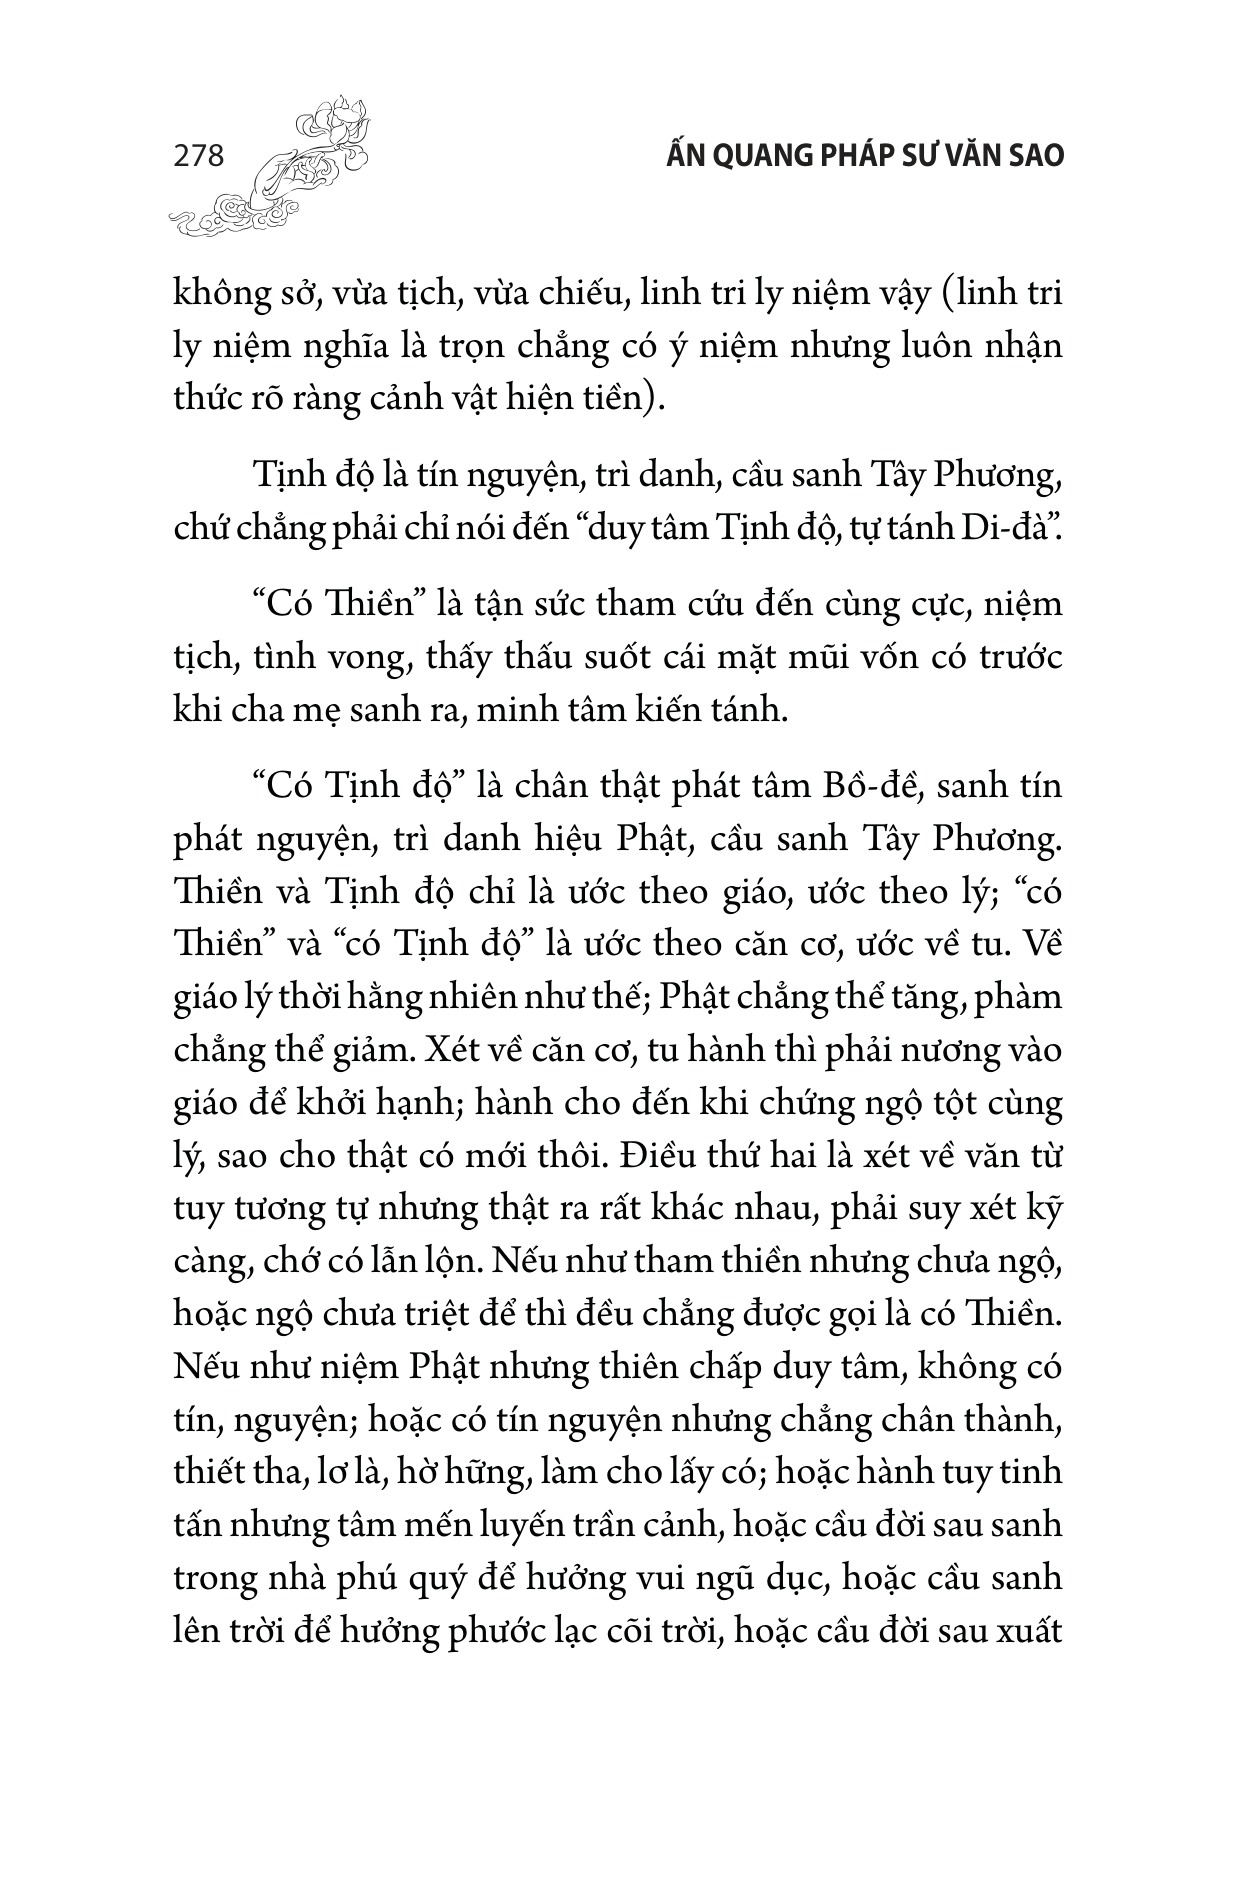 278
ẤN QUANG PHÁP SƯ VĂN SAO
không sở, vừa tịch, vừa chiếu, linh tri ly niệm vậy (linh tri
ly niệm nghĩa là trọn chẳng có ý niệm nhưng luôn nhận
thức rõ ràng cảnh vật hiện tiền).
Tịnh độ là tín nguyện, trì danh, cầu sanh Tây Phương,
chứ chẳng phải chỉ nói đến “duy tâm Tịnh độ, tự tánh Di-đà”.
“Có Thiền” là tận sức tham cứu đến cùng cực, niệm
tịch, tình vong, thấy thấu suốt cái mặt mũi vốn có trước
khi cha mẹ sanh ra, minh tâm kiến tánh.
“Có Tịnh độ” là chân thật phát tâm Bồ-đề, sanh tín
phát nguyện, trì danh hiệu Phật, cầu sanh Tây Phương.
Thiền và Tịnh độ chỉ là ước theo giáo, ước theo lý; “có
Thiền” và “có Tịnh độ” là ước theo căn cơ, ước về tu. Về
giáo lý thời hằng nhiên như thế; Phật chẳng thể tăng, phàm
chẳng thể giảm. Xét về căn cơ, tu hành thì phải nương vào
giáo để khởi hạnh; hành cho đến khi chứng ngộ tột cùng
lý, sao cho thật có mới thôi. Điều thứ hai là xét về văn từ
tuy tương tự nhưng thật ra rất khác nhau, phải suy xét kỹ
càng, chớ có lẫn lộn. Nếu như tham thiền nhưng chưa ngộ,
hoặc ngộ chưa triệt để thì đều chẳng được gọi là có Thiền.
Nếu như niệm Phật nhưng thiên chấp duy tâm, không có
tín, nguyện; hoặc có tín nguyện nhưng chẳng chân thành,
thiết tha, lơ là, hờ hững, làm cho lấy có; hoặc hành tuy tinh
tấn nhưng tâm mến luyến trần cảnh, hoặc cầu đời sau sanh
trong nhà phú quý để hưởng vui ngũ dục, hoặc cầu sanh
lên trời để hưởng phước lạc cõi trời, hoặc cầu đời sau xuất